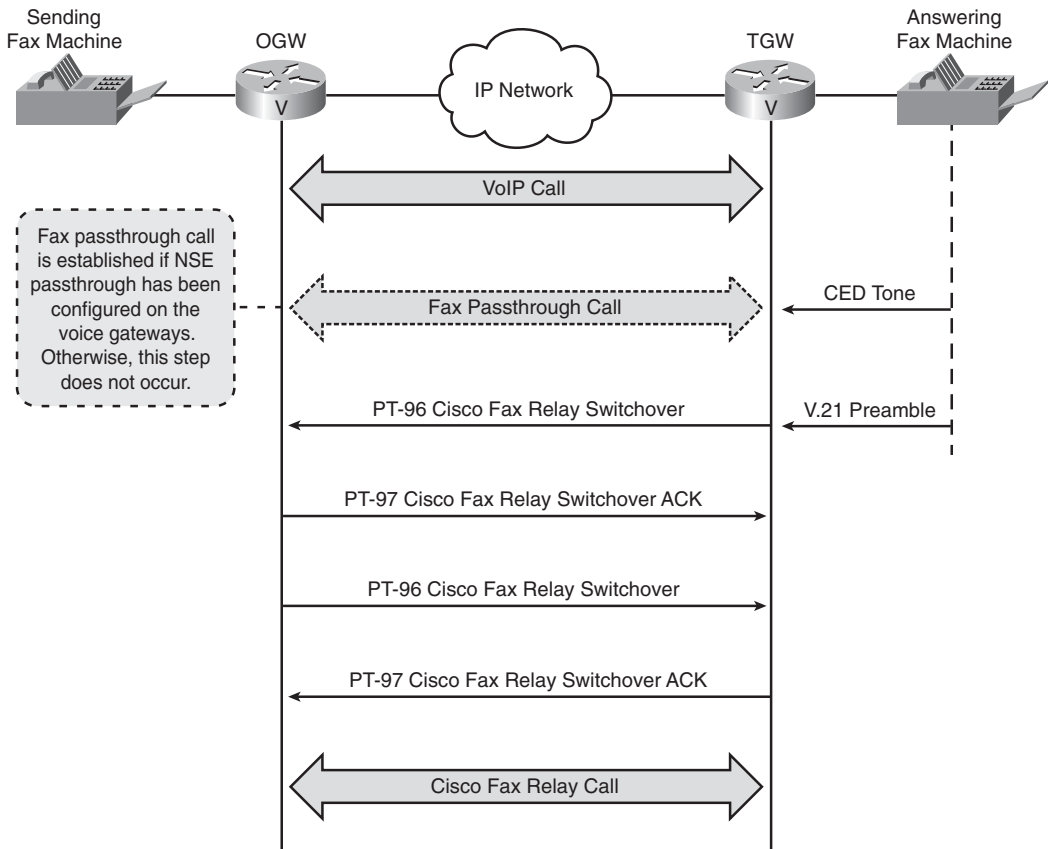 Sending
Fax Machine
OGW
IP Network
TGW
Answering
Fax Machine
V
V
VoIP Call
Fax passthrough call
is established if NSE
passthrough has been
configured on the
voice gateways.
Otherwise, this step
does not occur.
Fax Passthrough Call
CED Tone
PT-96 Cisco Fax Relay Switchover
V.21 Preamble
PT-97 Cisco Fax Relay Switchover ACK
PT-96 Cisco Fax Relay Switchover
PT-97 Cisco Fax Relay Switchover ACK
Cisco Fax Relay Call